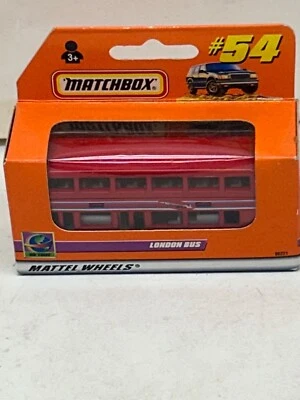 3+
#54
MATCHBOX
LONDON BUS
MATTEL WHEELS